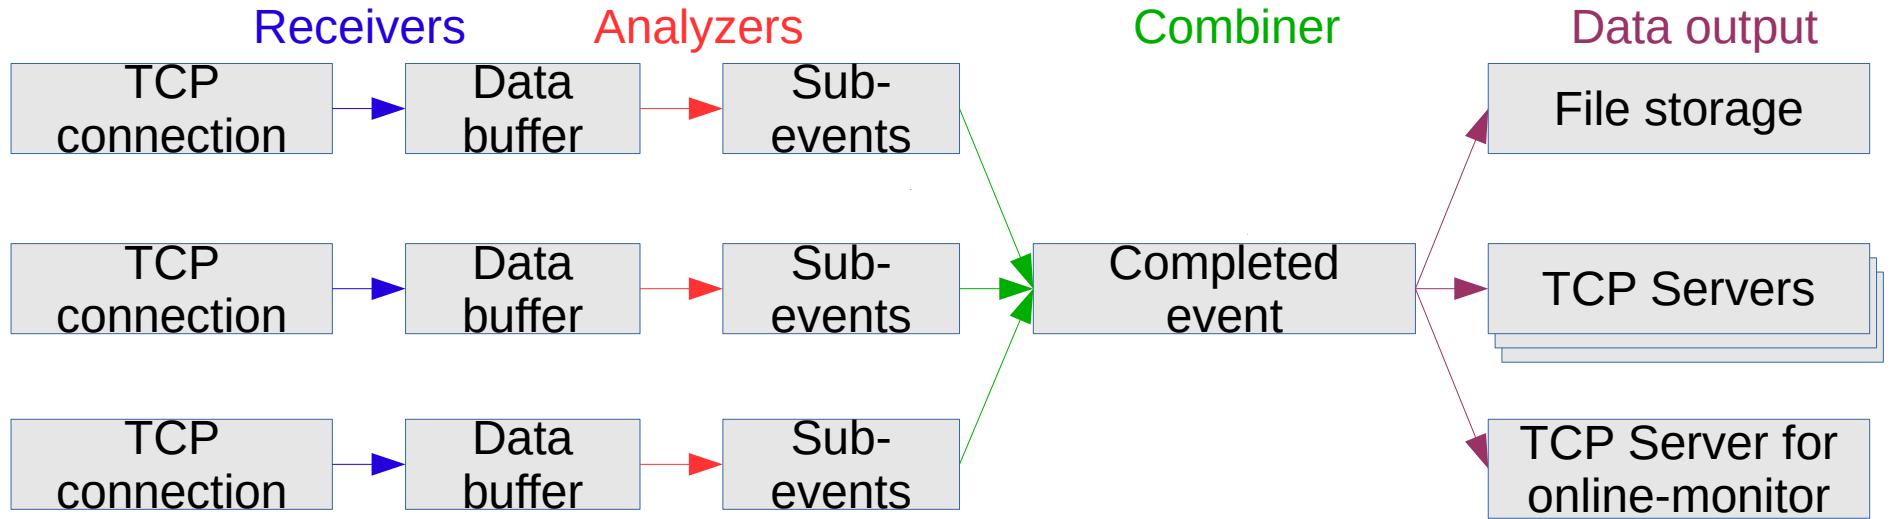 Receivers
Analyzers
Combiner
Data output
TCP
connection
Data
buffer
Sub-
events
File storage
TCP
connection
Data
buffer
Sub-
events
Completed
event
TCP Servers
TCP
connection
Data
buffer
Sub-
events
TCP Server for
online-monitor